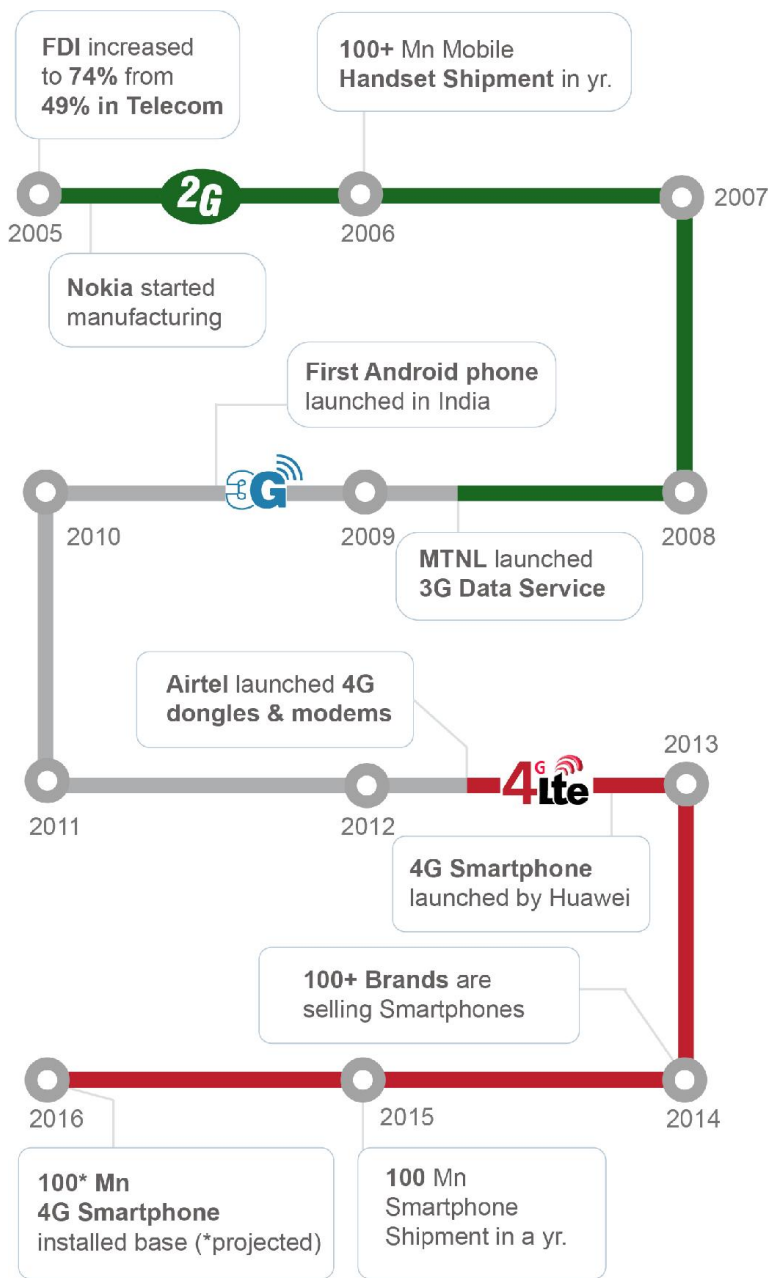 FDI increased
to 74% from
49% in Telecom
100+ Mn Mobile
Handset Shipment in yr.
2G
2005
2006
2007
Nokia started
manufacturing
First Android phone
launched in India
3G
2010
2009
2008
MTNL launched
3G Data Service
Airtel launched 4G
dongles & modems
2013
4G Lte
2011
2012
4G Smartphone
launched by Huawei
100+ Brands are
selling Smartphones
2016
2015
2014
100* Mn
4G Smartphone
installed base (*projected)
100 Mn
Smartphone
Shipment in a yr.